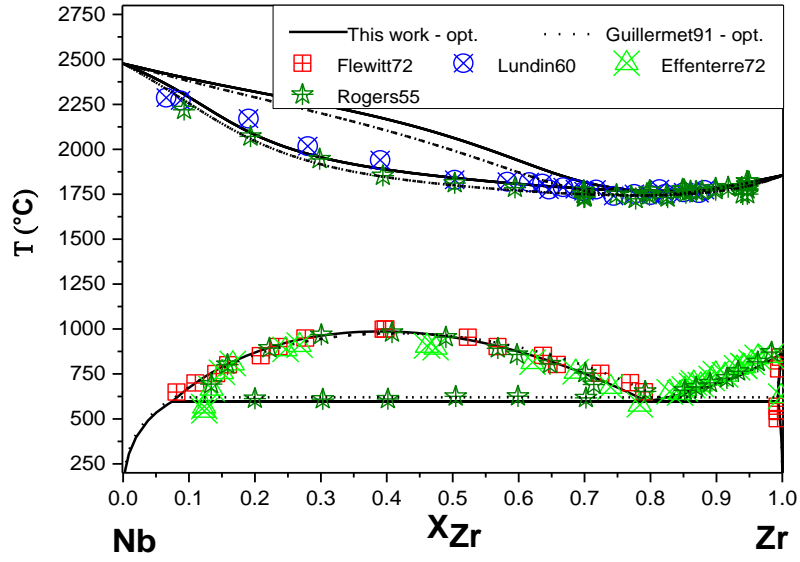 2750
2500
2250
2000
1750
1500
1250
1000
750
500
250
T (°C)
This work - opt. Guillermet91 - opt.
Flewitt72 Lundin60 Effenterre72
Rogers55
0.0 0.1 0.2 0.3 0.4 0.5 0.6 0.7 0.8 0.9 1.0
Nb XZr Zr